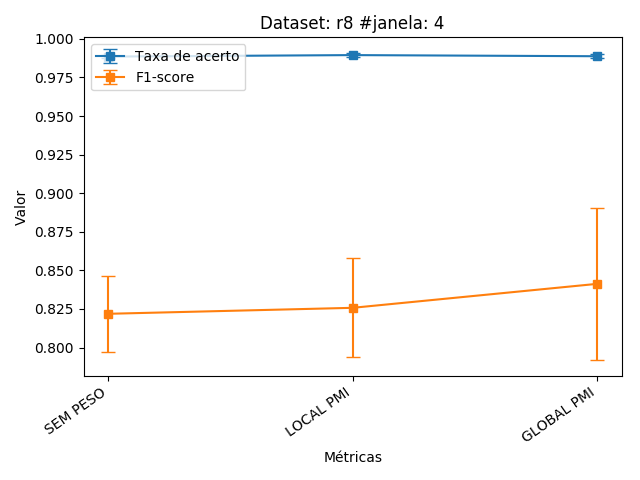 Dataset: r8 #janela: 4
1.000
0.975
0.950
0.925
0.900
0.875
0.850
0.825
0.800
Valor
Taxa de acerto
F1-score
SEM PESO
LOCAL PMI
GLOBAL PMI
Métricas